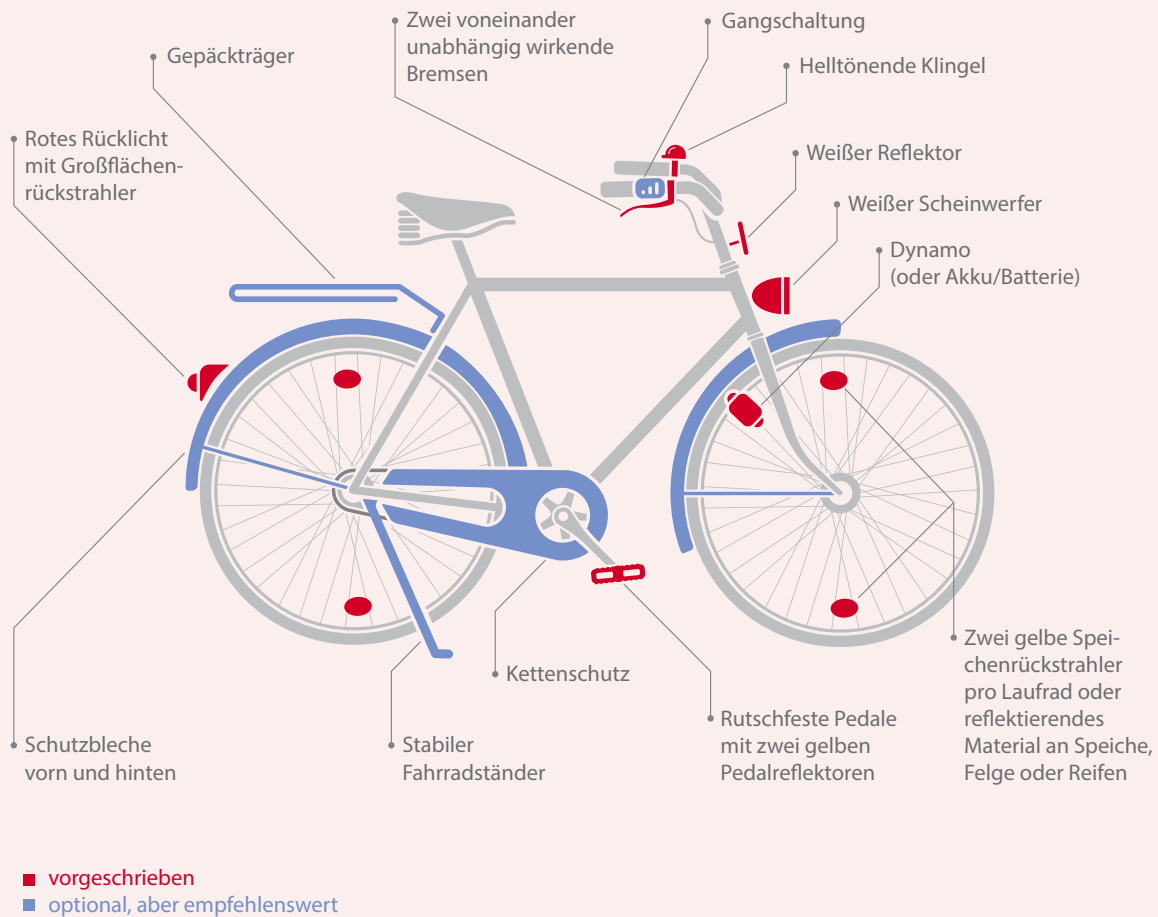 Zwei voneinander
unabhängig wirkende
Bremsen
Gangschaltung
Gepäckträger
Helltönende Klingel
Rotes Rücklicht
mit Großflächen-
rückstrahler
Weißer Reflektor
Weißer Scheinwerfer
Dynamo
(oder Akku/Batterie)
Zwei gelbe Spei-
chenrückstrahler
pro Laufrad oder
reflektierendes
Material an Speiche,
Felge oder Reifen
Kettenschutz
Rutschfeste Pedale
mit zwei gelben
Pedalreflektoren
Schutzbleche
vorn und hinten
Stabiler
Fahrradständer
vorgeschrieben
optional, aber empfehlenswert